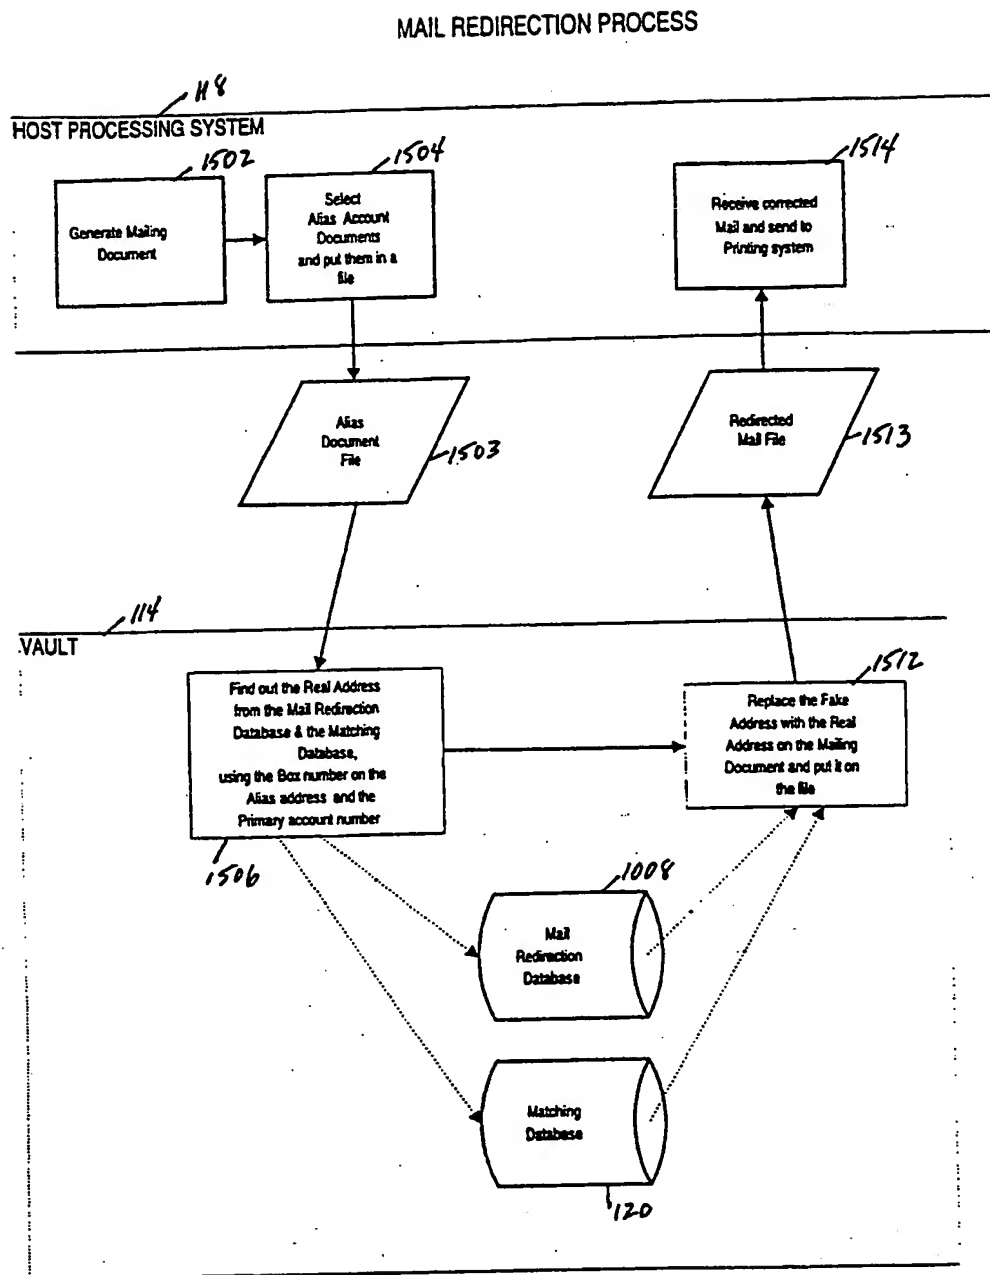 MAIL REDIRECTION PROCESS
118
HOST PROCESSING SYSTEM
1502
Generate Mailing
Document
1504
Select
Alias Account
Documents
and put them in a
file
1514
Receive corrected
Mail and send to
Printing system
Alias
Document
File
1503
Redirected
Mail File
1513
114
VAULT
Find out the Real Address
from the Mail Redirection
Database & the Matching
Database,
using the Box number on the
Alias address and the
Primary account number
1506
1512
Replace the Fake
Address with the Real
Address on the Mailing
Document and put it on
the file
1008
Mail
Redirection
Database
Matching
Database
120